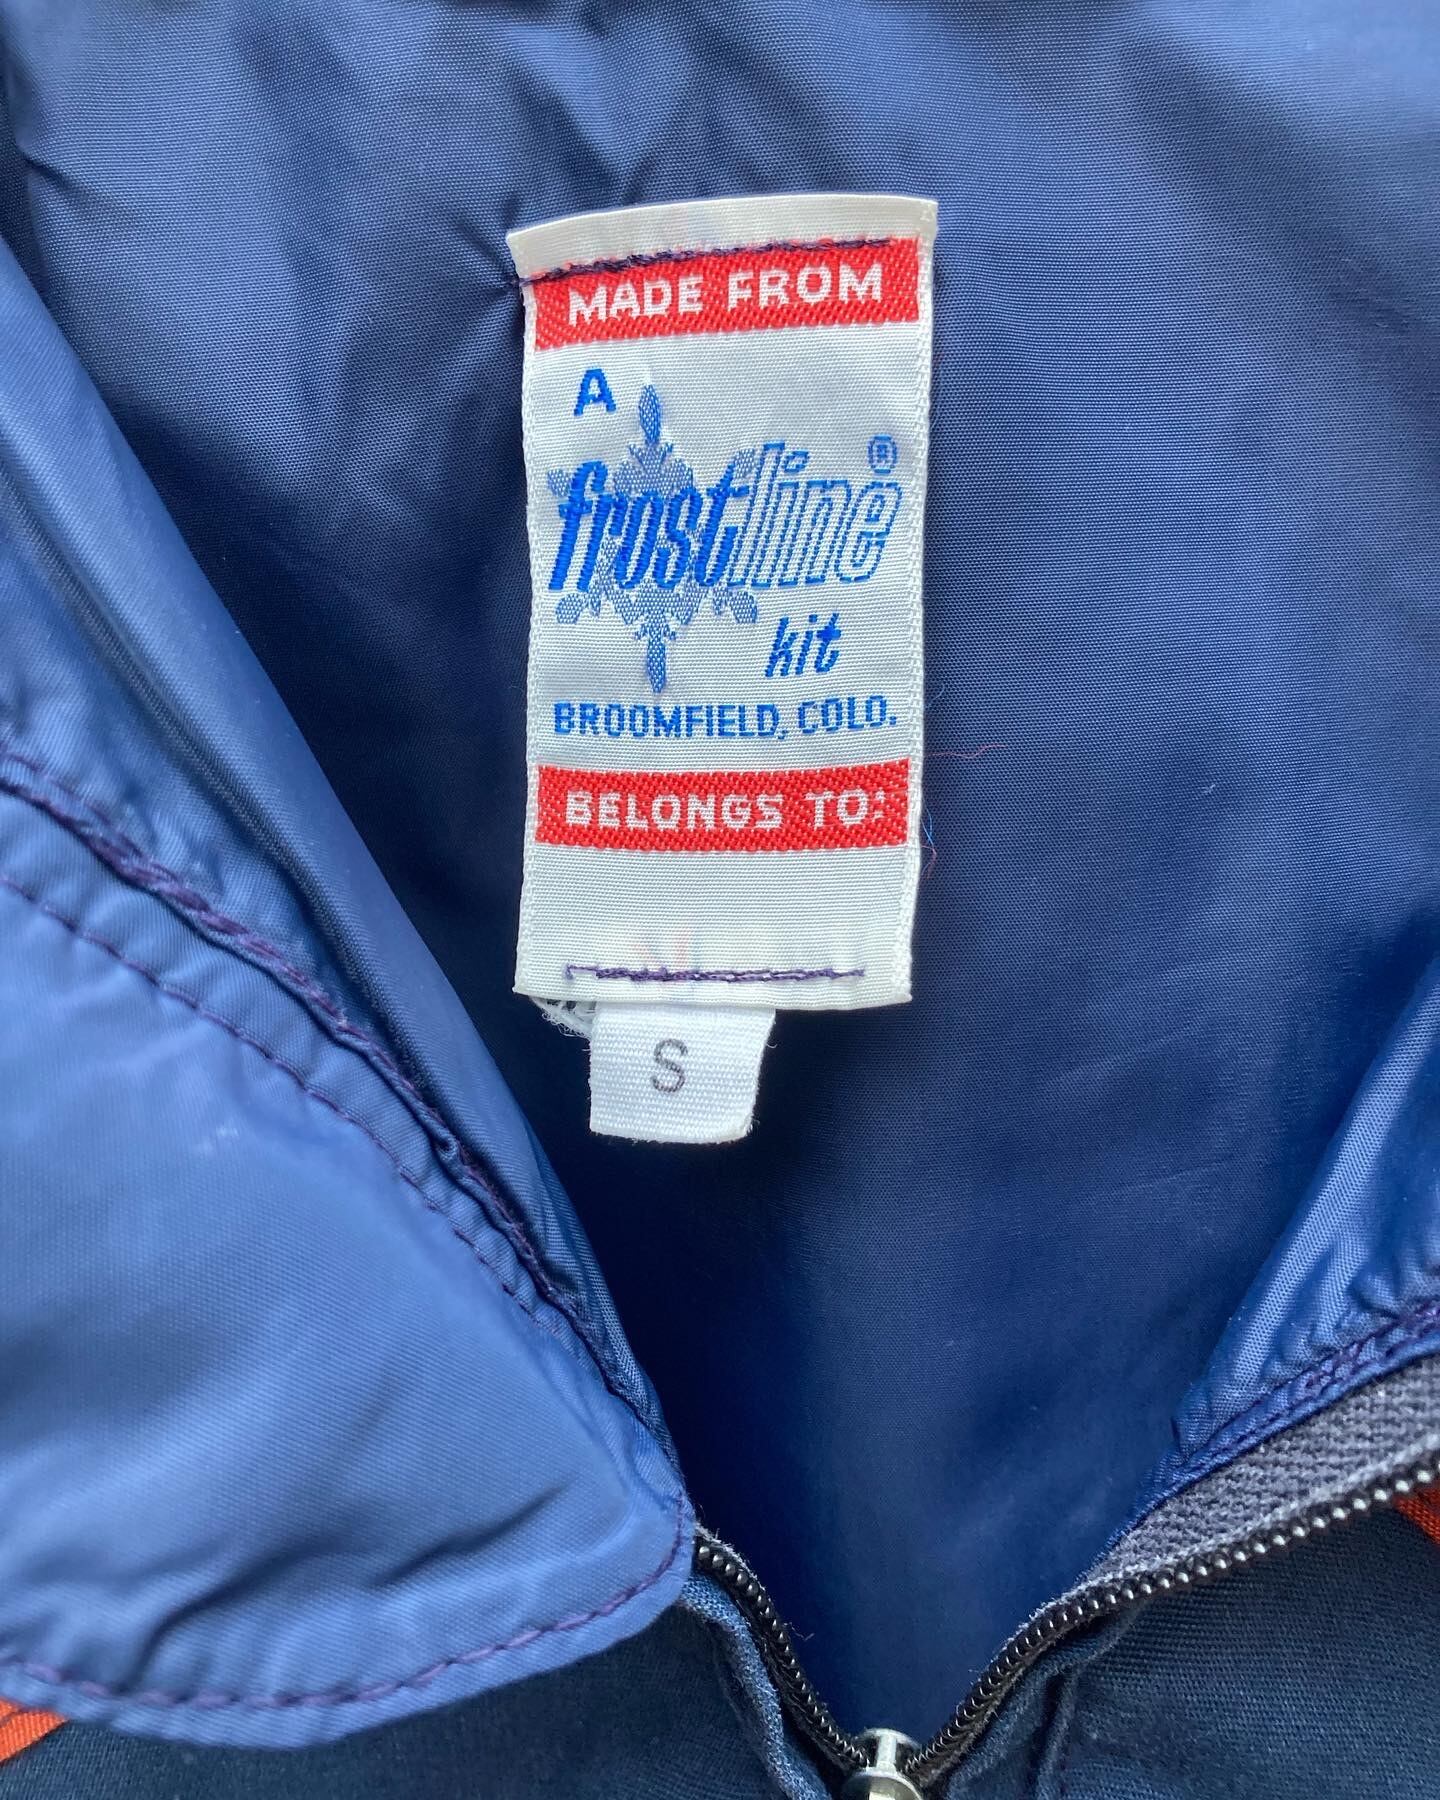 MADE FROM
A
frostline®
kit
BROOMFIELD, COLO.
BELONGS TO:
S